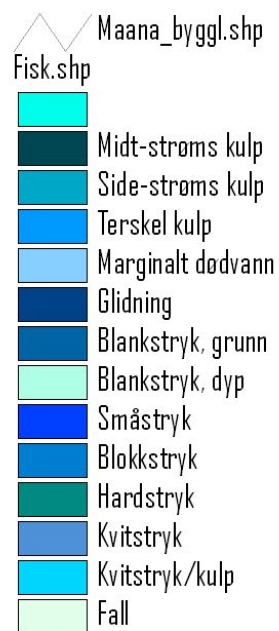 Maana_byggl.shp
Fisk.shp
Midt-strøms kulp
Side-strøms kulp
Terskel kulp
Marginalt dødvann
Glidning
Blankstryk, grunn
Blankstryk, dyp
Småstryk
Blokkstryk
Hardstryk
Kvitstryk
Kvitstryk/kulp
Fall